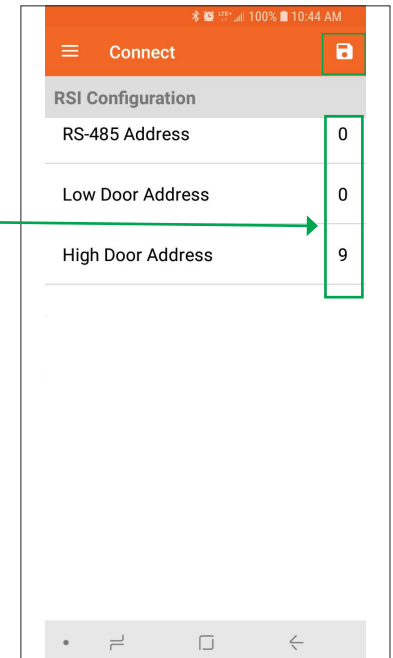 LTE+ 100% 10:44 AM
Connect
RSI Configuration
RS-485 Address 0
Low Door Address 0
High Door Address 9